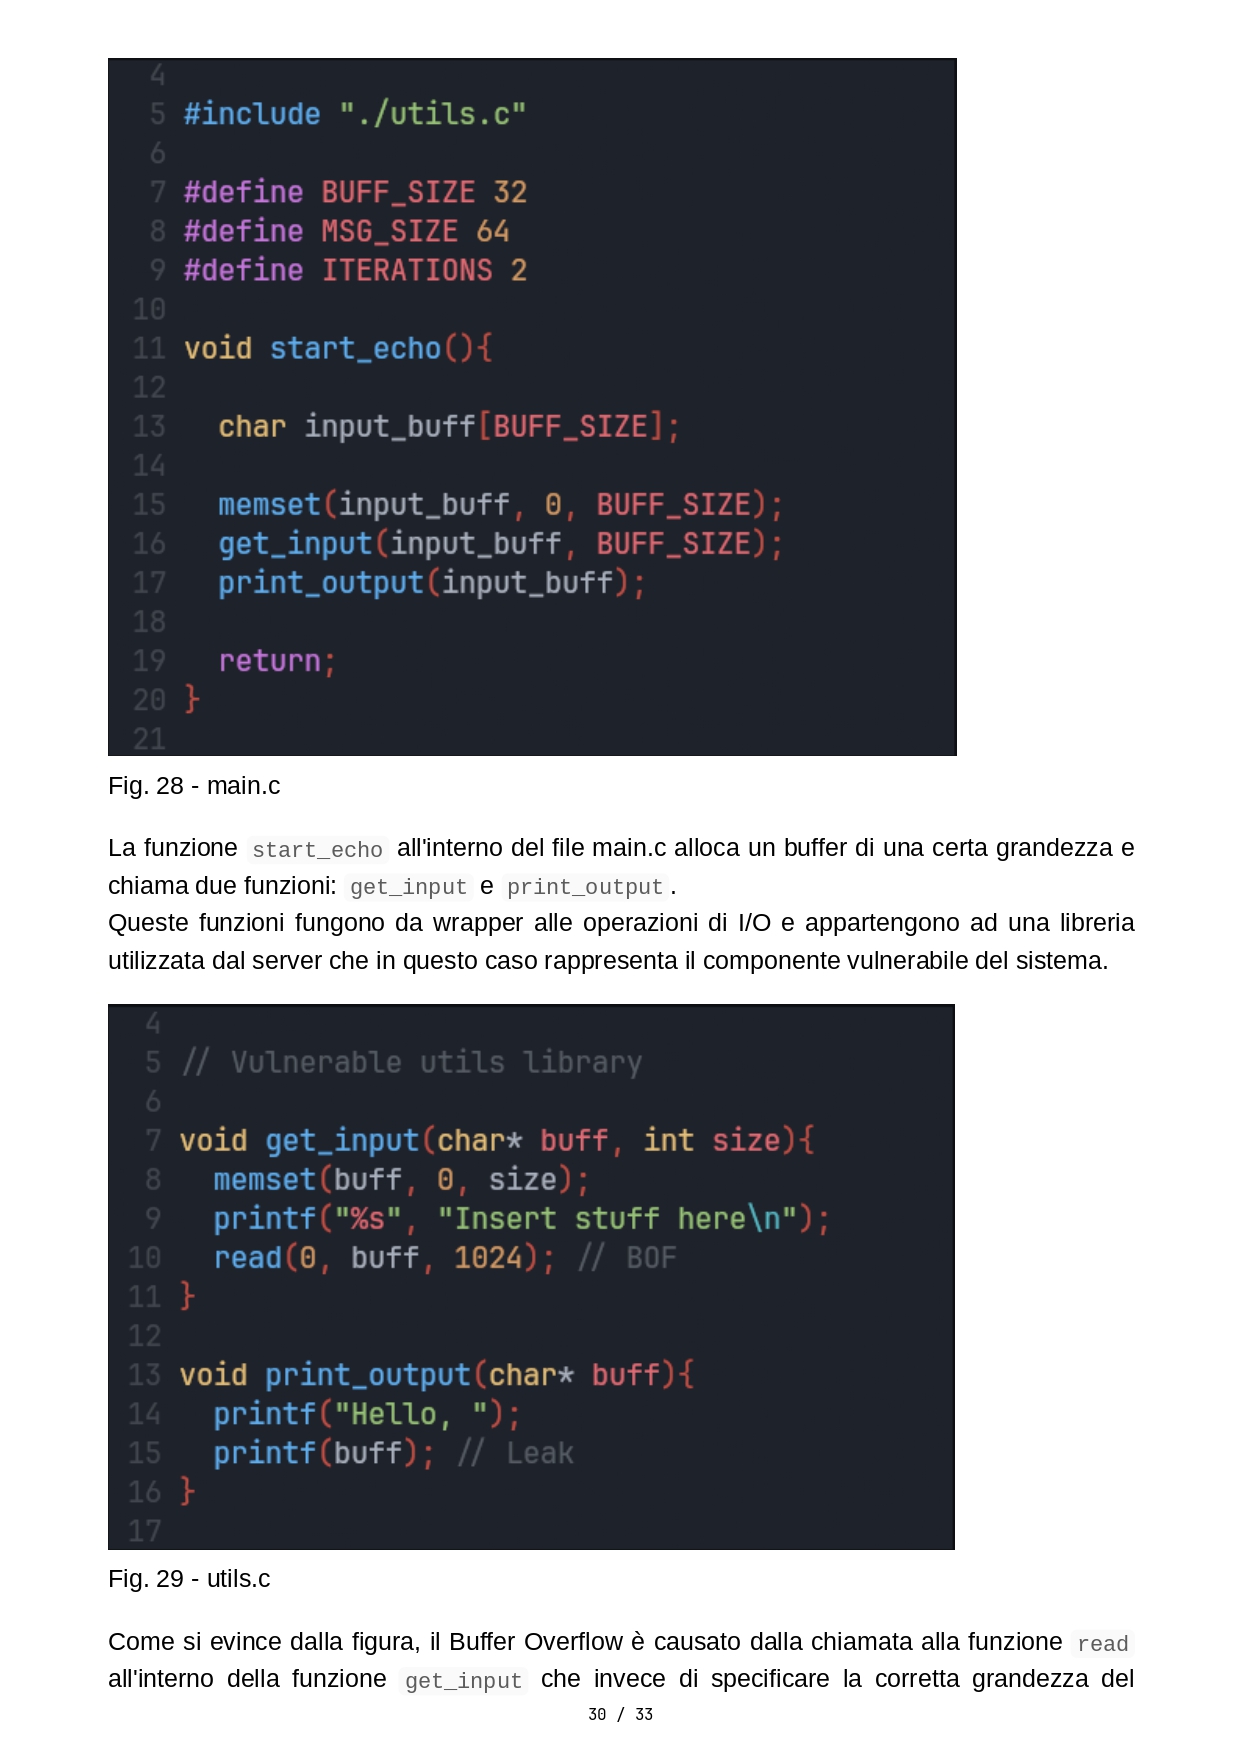 4
5 #include "./utils.c"
6
7 #define BUFF_SIZE 32
8 #define MSG_SIZE 64
9 #define ITERATIONS 2
10
11 void start_echo(){
12
13   char input_buff[BUFF_SIZE];
14
15   memset(input_buff, 0, BUFF_SIZE);
16   get_input(input_buff, BUFF_SIZE);
17   print_output(input_buff);
18
19   return;
20 }
21
Fig. 28 - main.c
La funzione start_echo all'interno del file main.c alloca un buffer di una certa grandezza e
chiama due funzioni: get_input e print_output.
Queste funzioni fungono da wrapper alle operazioni di I/O e appartengono ad una libreria
utilizzata dal server che in questo caso rappresenta il componente vulnerabile del sistema.
4
5 // Vulnerable utils library
6
7 void get_input(char* buff, int size){
8   memset(buff, 0, size);
9   printf("%s", "Insert stuff here\n");
10   read(0, buff, 1024); // BOF
11 }
12
13 void print_output(char* buff){
14   printf("Hello, ");
15   printf(buff); // Leak
16 }
17
Fig. 29 - utils.c
Come si evince dalla figura, il Buffer Overflow è causato dalla chiamata alla funzione read
all'interno della funzione get_input che invece di specificare la corretta grandezza del
30 / 33